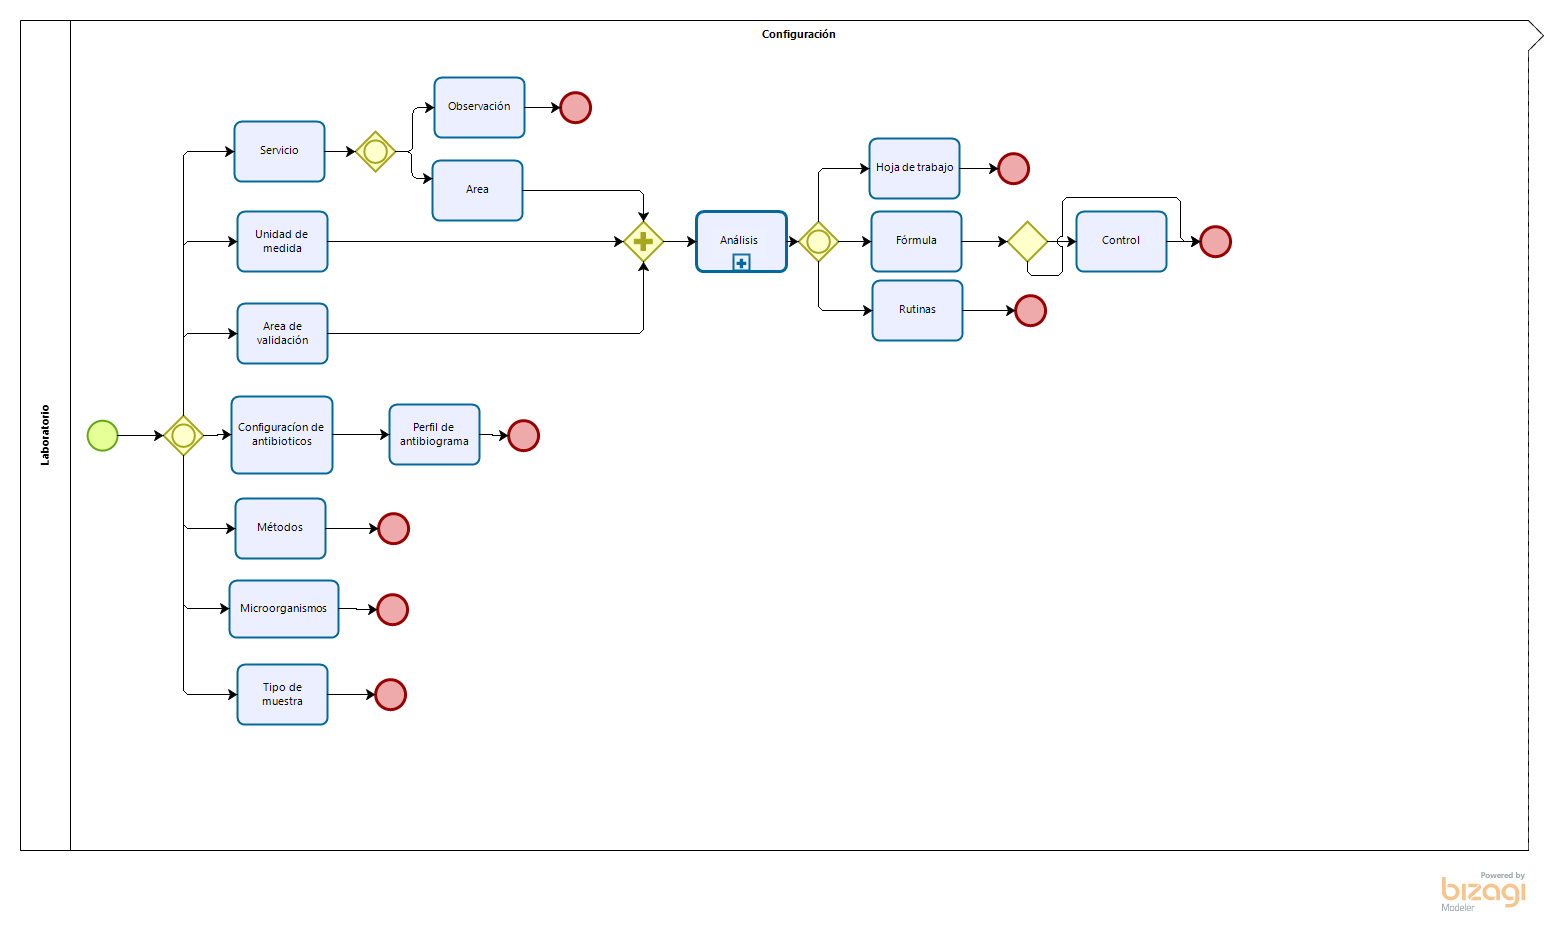 Configuración
Laboratorio
Observación
Servicio
Area
Hoja de trabajo
Unidad de
medida
Análisis
Fórmula
Control
Rutinas
Area de
validación
Configuracíon de
antibioticos
Perfil de
antibiograma
Métodos
Microorganismos
Tipo de
muestra
Powered by
bizagi
Modeler